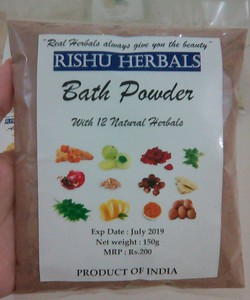 "Real Herbals always give you the beauty"
RISHU HERBALS
Bath Powder
With 12 Natural Herbals
Exp Date : July 2019
Net weight : 150g
MRP : Rs.200
PRODUCT OF INDIA